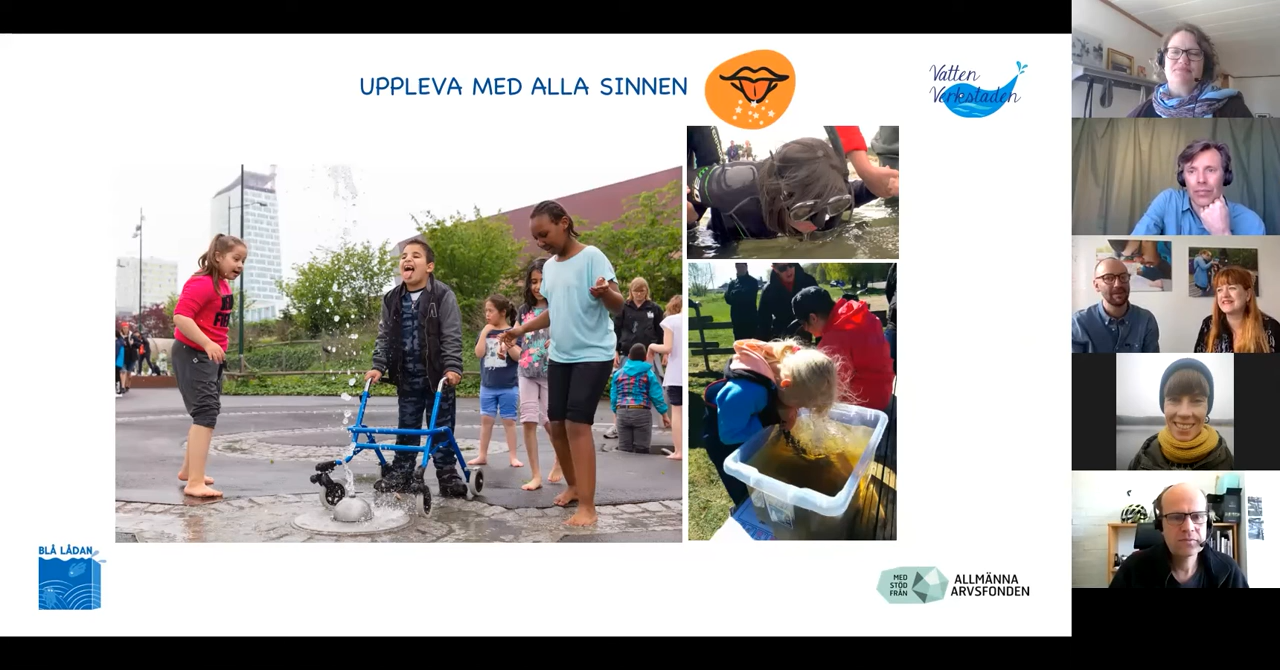 UPPLEVA MED ALLA SINNEN
Vatten
Verkstaden
BLÅ LÅDAN
MED
STÖD
FRÅN
ALLMÄNNA
ARVSFONDEN